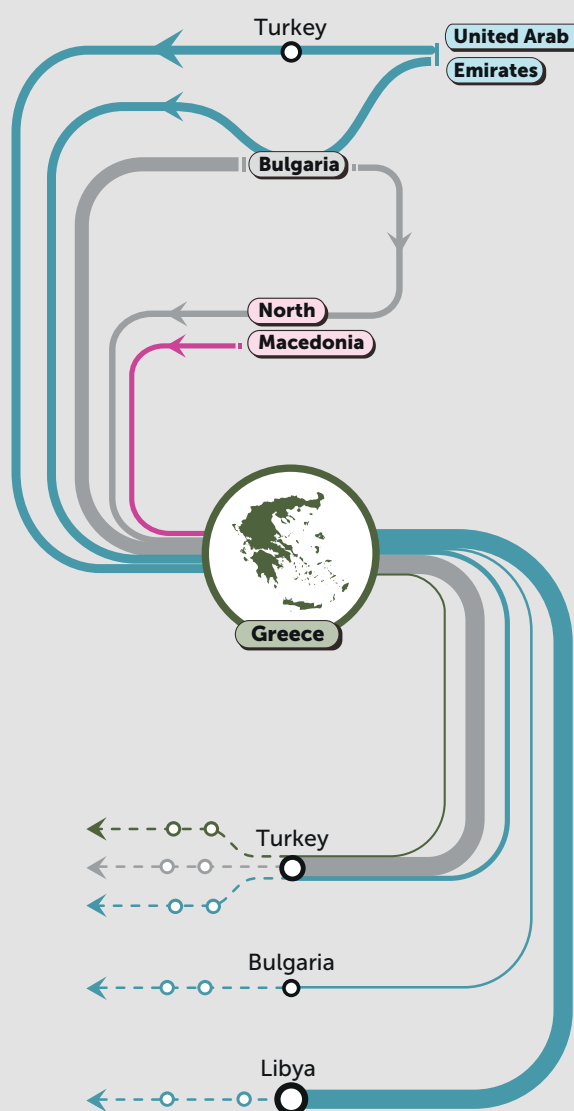 Turkey
United Arab
Emirates
Bulgaria
North
Macedonia
Greece
Turkey
Bulgaria
Libya